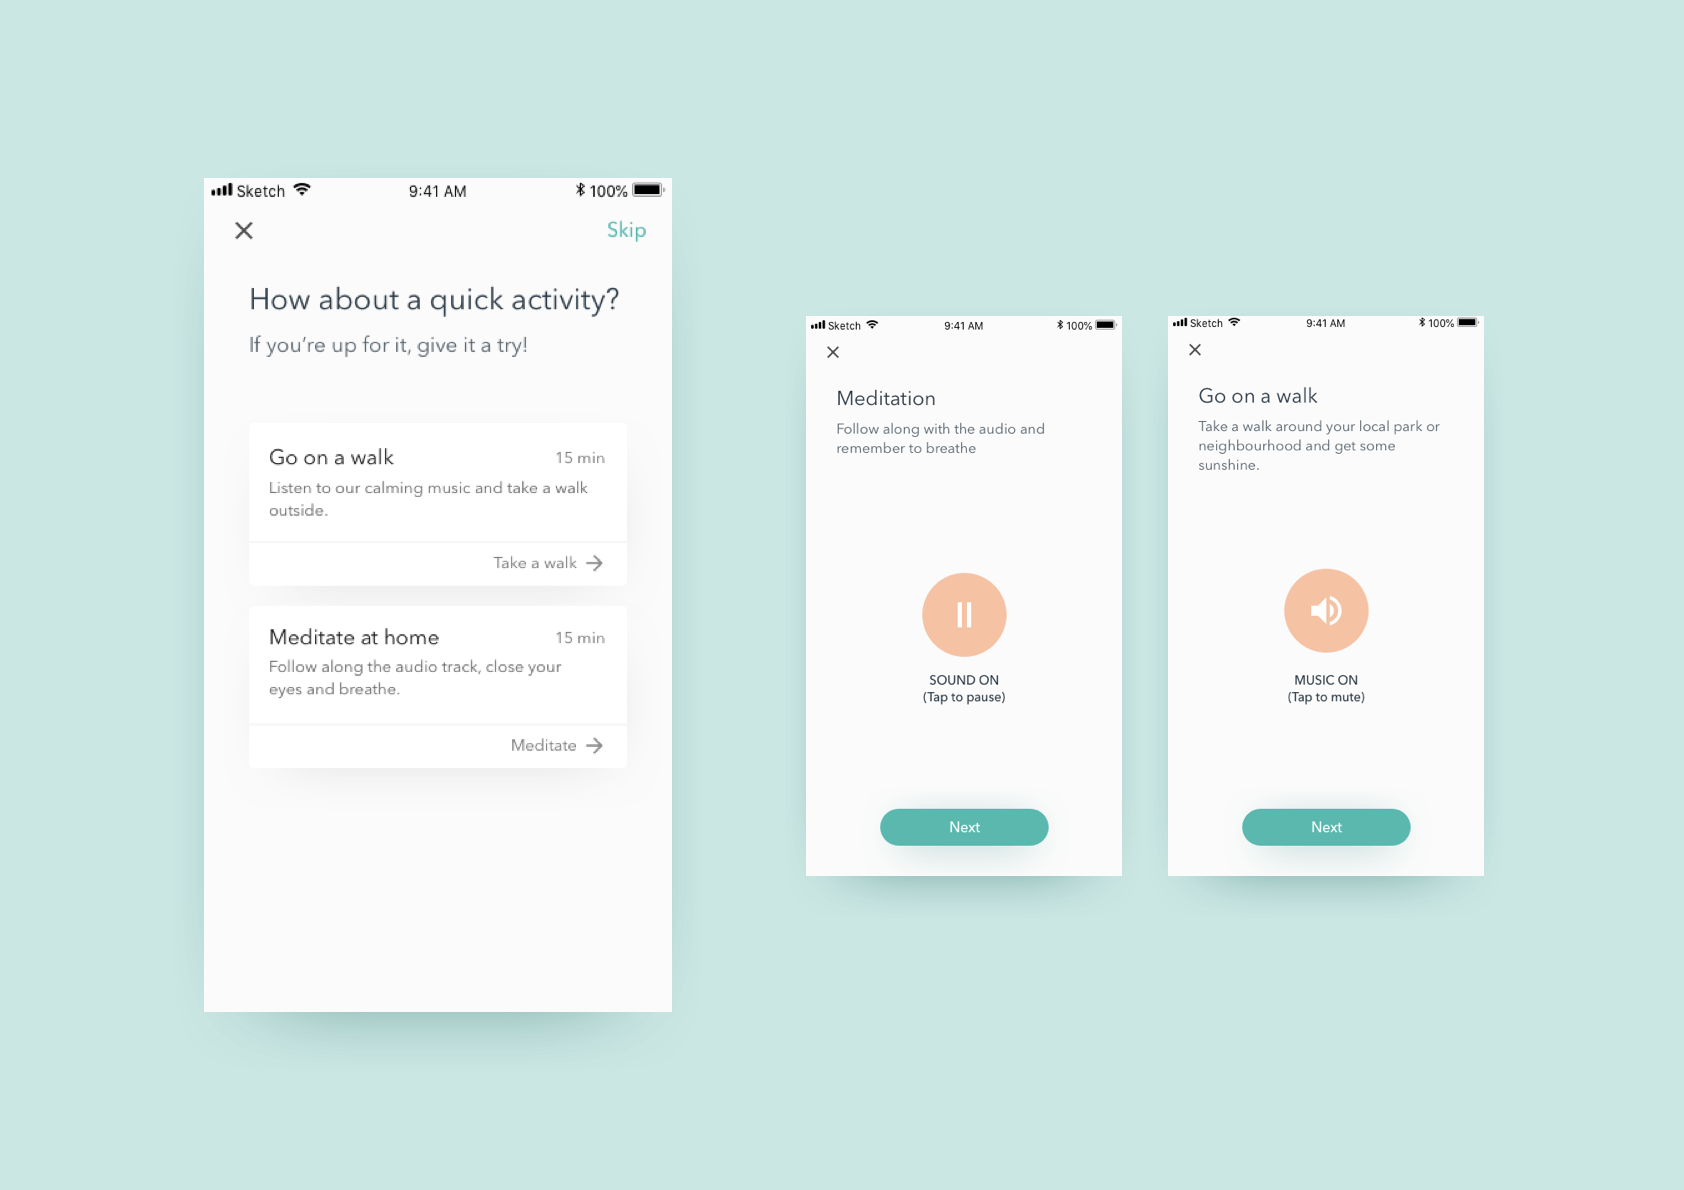 Sketch 9:41 AM 100%
Skip
How about a quick activity?
If you're up for it, give it a try!
Go on a walk 15 min
Listen to our calming music and take a walk
outside.
Take a walk
Meditate at home 15 min
Follow along the audio track, close your
eyes and breathe.
Meditate
Sketch 9:41 AM 100%
Meditation
Follow along with the audio and
remember to breathe
SOUND ON
(Tap to pause)
Next
Sketch 9:41 AM 100%
Go on a walk
Take a walk around your local park or
neighbourhood and get some
sunshine.
MUSIC ON
(Tap to mute)
Next